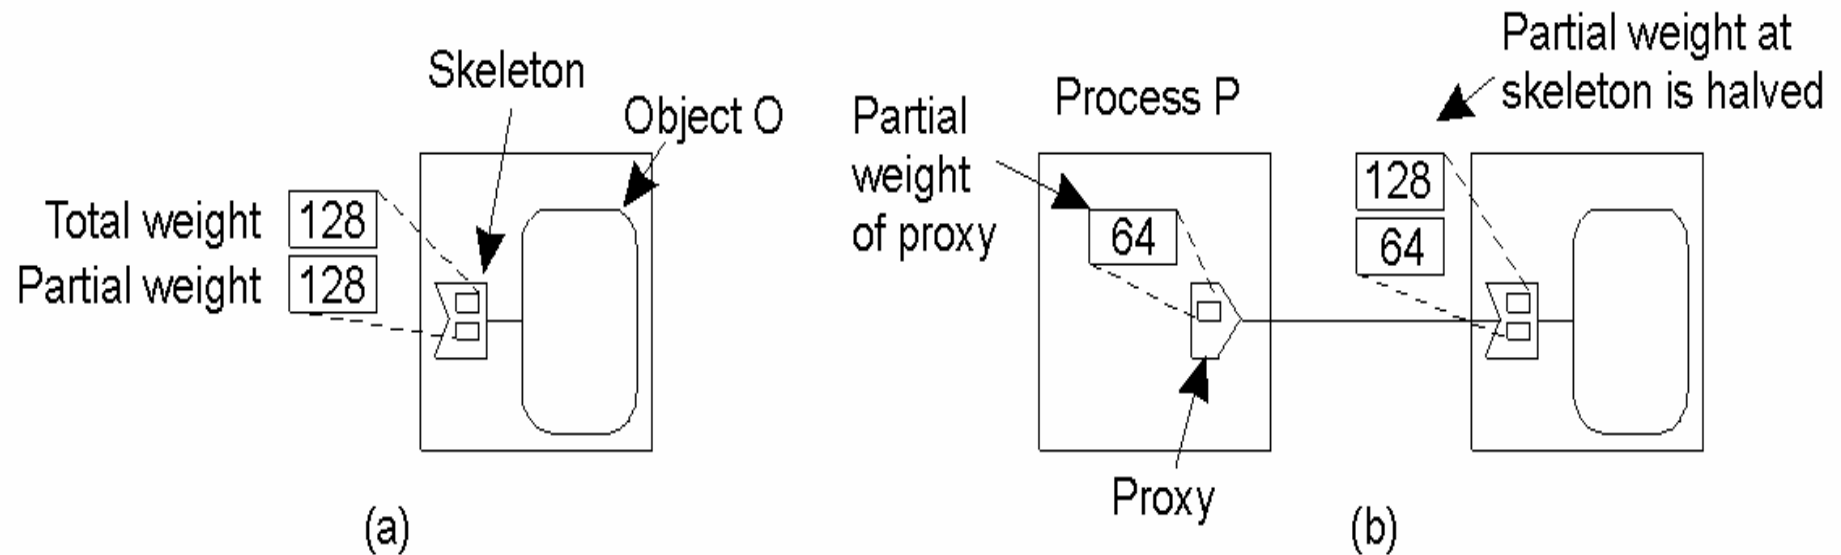 Skeleton
Object O
Total weight 128
Partial weight 128
(a)
Partial
weight
of proxy
Process P
64
Proxy
Partial weight at
skeleton is halved
128
64
(b)